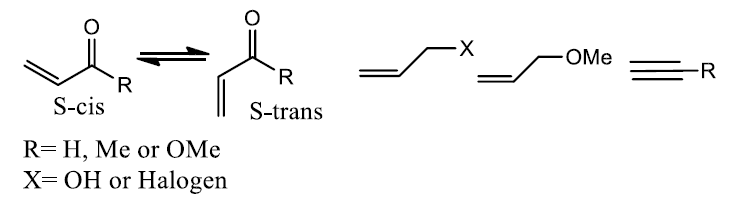 O O
X OMe R
R R
S-cis S-trans
R= H, Me or OMe
X= OH or Halogen